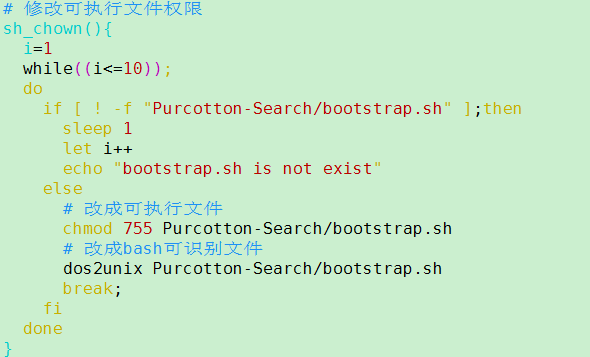 # 修改可执行文件权限
sh_chown(){
  i=1
  while((i<=10));
  do
    if [ ! -f "Purcotton-Search/bootstrap.sh" ];then
      sleep 1
      let i++
      echo "bootstrap.sh is not exist"
    else
      # 改成可执行文件
      chmod 755 Purcotton-Search/bootstrap.sh
      # 改成bash可识别文件
      dos2unix Purcotton-Search/bootstrap.sh
      break;
    fi
  done
}